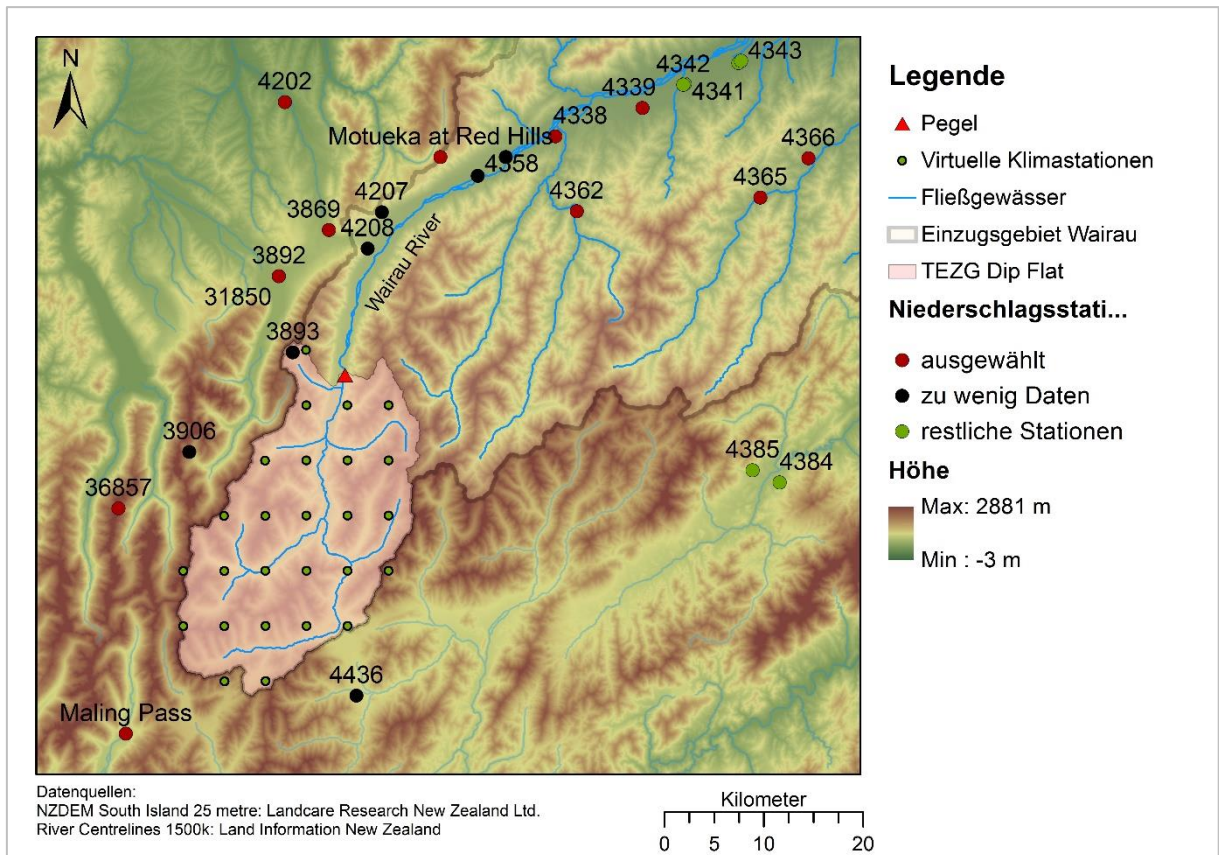 N
4202
4342
4343
4339
4341
4338
Motueka at Red Hills
4366
4358
4365
4207
4362
3869
4208
3892
31850
Wairau River
3893
3906
4385
4384
36857
4436
Maling Pass
Legende
Pegel
Virtuelle Klimastationen
Fließgewässer
Einzugsgebiet Wairau
TEZG Dip Flat
Niederschlagsstati...
ausgewählt
zu wenig Daten
restliche Stationen
Höhe
Max: 2881 m
Min : -3 m
Datenquellen:
NZDEM South Island 25 metre: Landcare Research New Zealand Ltd.
River Centrelines 1500k: Land Information New Zealand
Kilometer
0 5 10 20